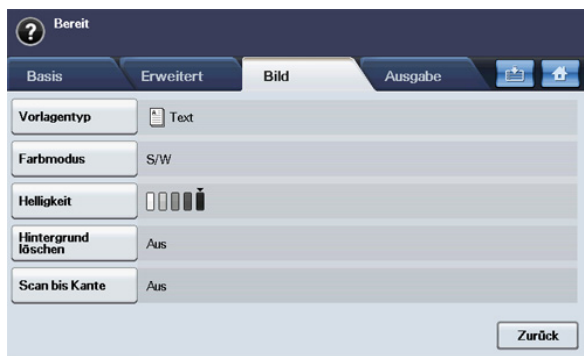 Bereit
Basis Erweitert Bild Ausgabe
Vorlagentyp Text
Farbmodus S/W
Helligkeit
Hintergrund
löschen Aus
Scan bis Kante Aus
Zurück